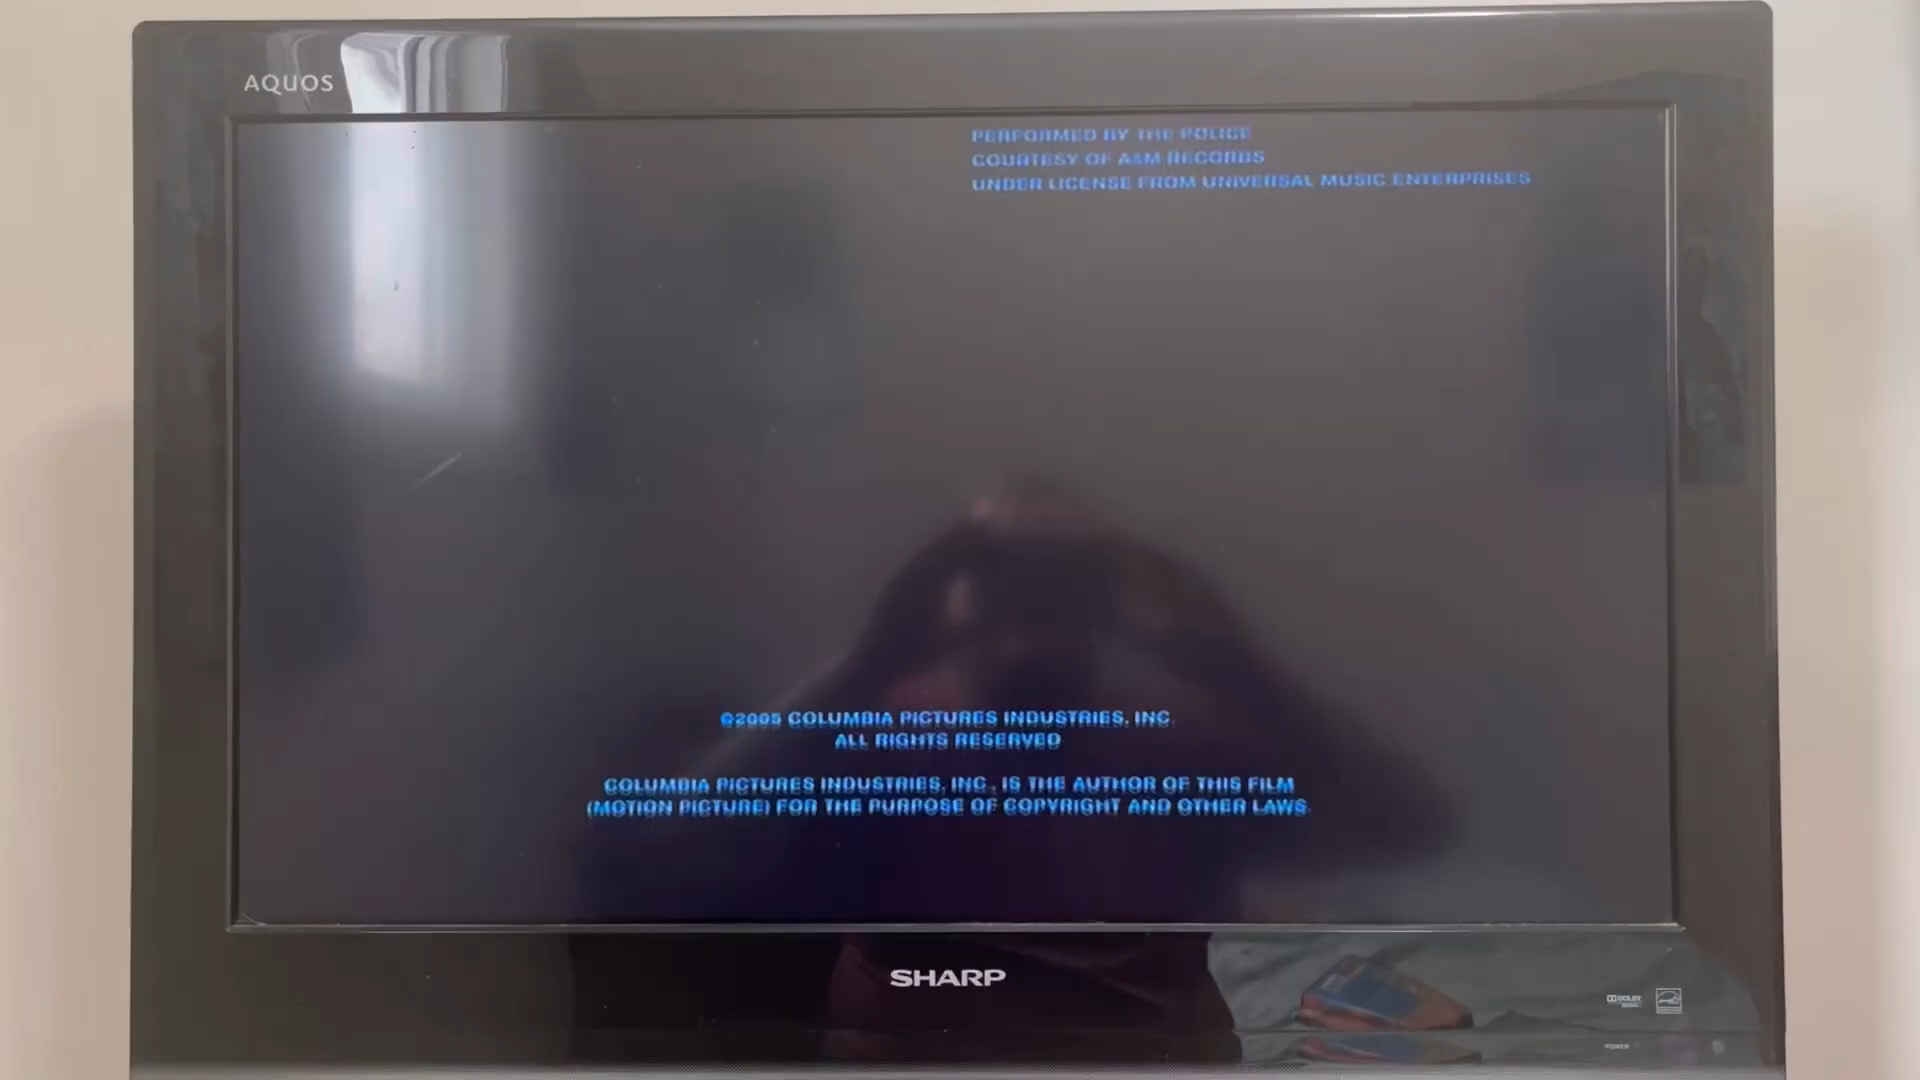 AQUOS
PERFORMED BY THE POLICE
COURTESY OF A&M RECORDS
UNDER LICENSE FROM UNIVERSAL MUSIC ENTERPRISES
©2005 COLUMBIA PICTURES INDUSTRIES, INC.
ALL RIGHTS RESERVED
COLUMBIA PICTURES INDUSTRIES, INC., IS THE AUTHOR OF THIS FILM
(MOTION PICTURE) FOR THE PURPOSE OF COPYRIGHT AND OTHER LAWS.
SHARP
DOLBY
POWER